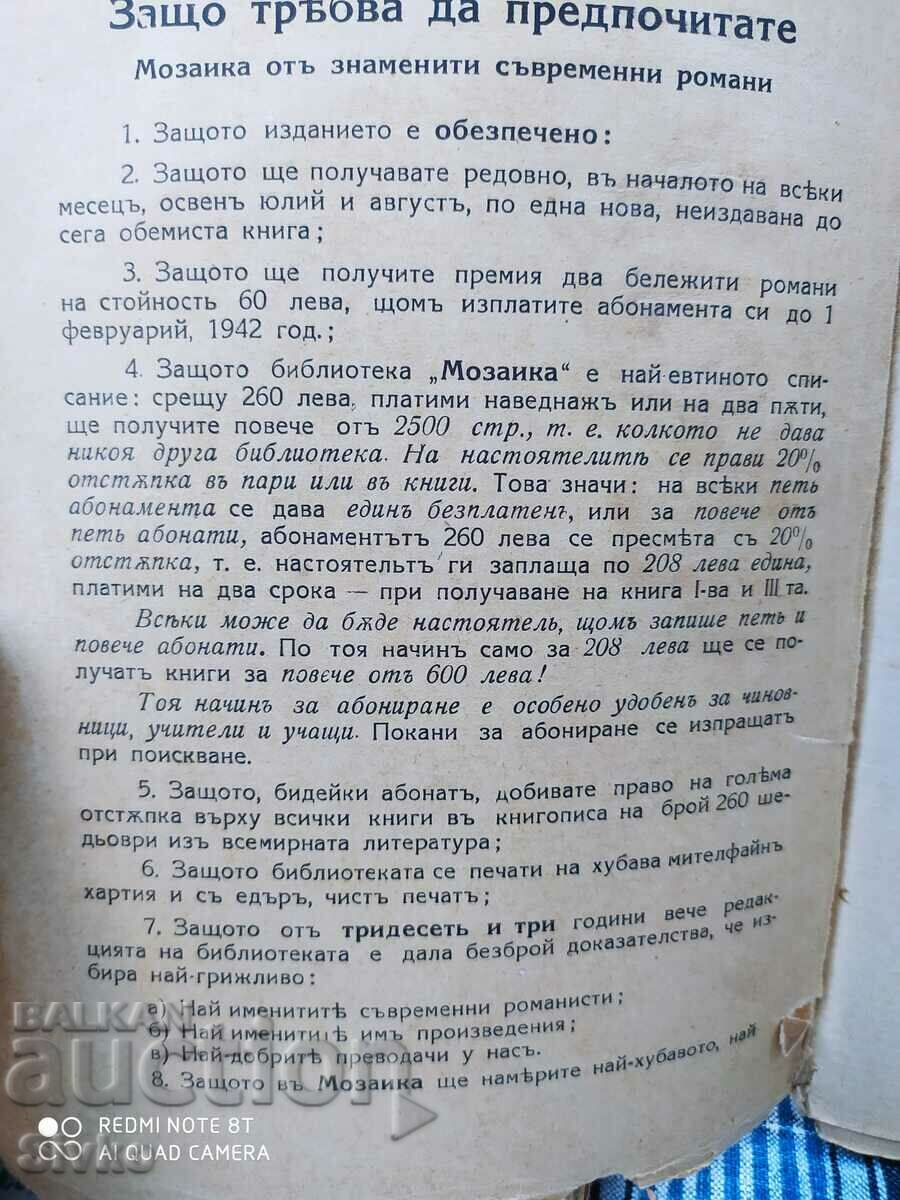 Защо трѣбва да предпочитате
Мозаика отъ знаменити съвременни романи
1. Защото изданието е обезпечено:
2. Защото ще получавате редовно, въ началото на всѣки
месецъ, освенъ юлий и августъ, по една нова, неиздавана до
сега обемиста книга;
3. Защото ще получите премия два бележити романи
на стойность 60 лева, щомъ изплатите абонамента си до 1
февруарий, 1942 год.;
4. Защото библиотека „Мозаика“ е най-евтиното спи-
сание: срещу 260 лева, платими наведнажъ или на два пѫти,
ще получите повече отъ 2500 стр., т. е. колкото не дава
никоя друга библиотека. На настоятелитѣ се прави 20%
отстѫпка въ пари или въ книги. Това значи: на всѣки петь
абонамента се дава единъ безплатенъ, или за повече отъ
петь абонати, абонаментътъ 260 лева се пресмѣта съ 20%
отстѫпка, т. е. настоятельтъ ги заплаща по 208 лева едина,
платими на два срока — при получаване на книга I-ва и III та.
Всѣки може да бѫде настоятель, щомъ запише петь и
повече абонати. По тоя начинъ само за 208 лева ще се по-
лучатъ книги за повече отъ 600 лева!
Тоя начинъ за абониране е особено удобенъ за чинов-
ници, учители и учащи. Покани за абониране се изпращатъ
при поискване.
5. Защото, бидейки абонатъ, добивате право на голѣма
отстѫпка върху всички книги въ книгописа на брой 260 ше-
дьоври изъ всемирната литература;
6. Защото библиотеката се печати на хубава мителфайнъ
хартия и съ едъръ, чистъ печатъ;
7. Защото отъ тридесеть и три години вече редак-
цията на библиотеката е дала безброй доказателства, че из-
бира най-грижливо:
а) Най именититѣ съвременни романисти;
б) Най именититѣ имъ произведения;
в) Най-добритѣ преводачи у насъ.
8. Защото въ Мозаика ще намѣрите най-хубавото, най
BALKAN
auction
REDMI NOTE 8T
AI QUAD CAMERA
Sivko